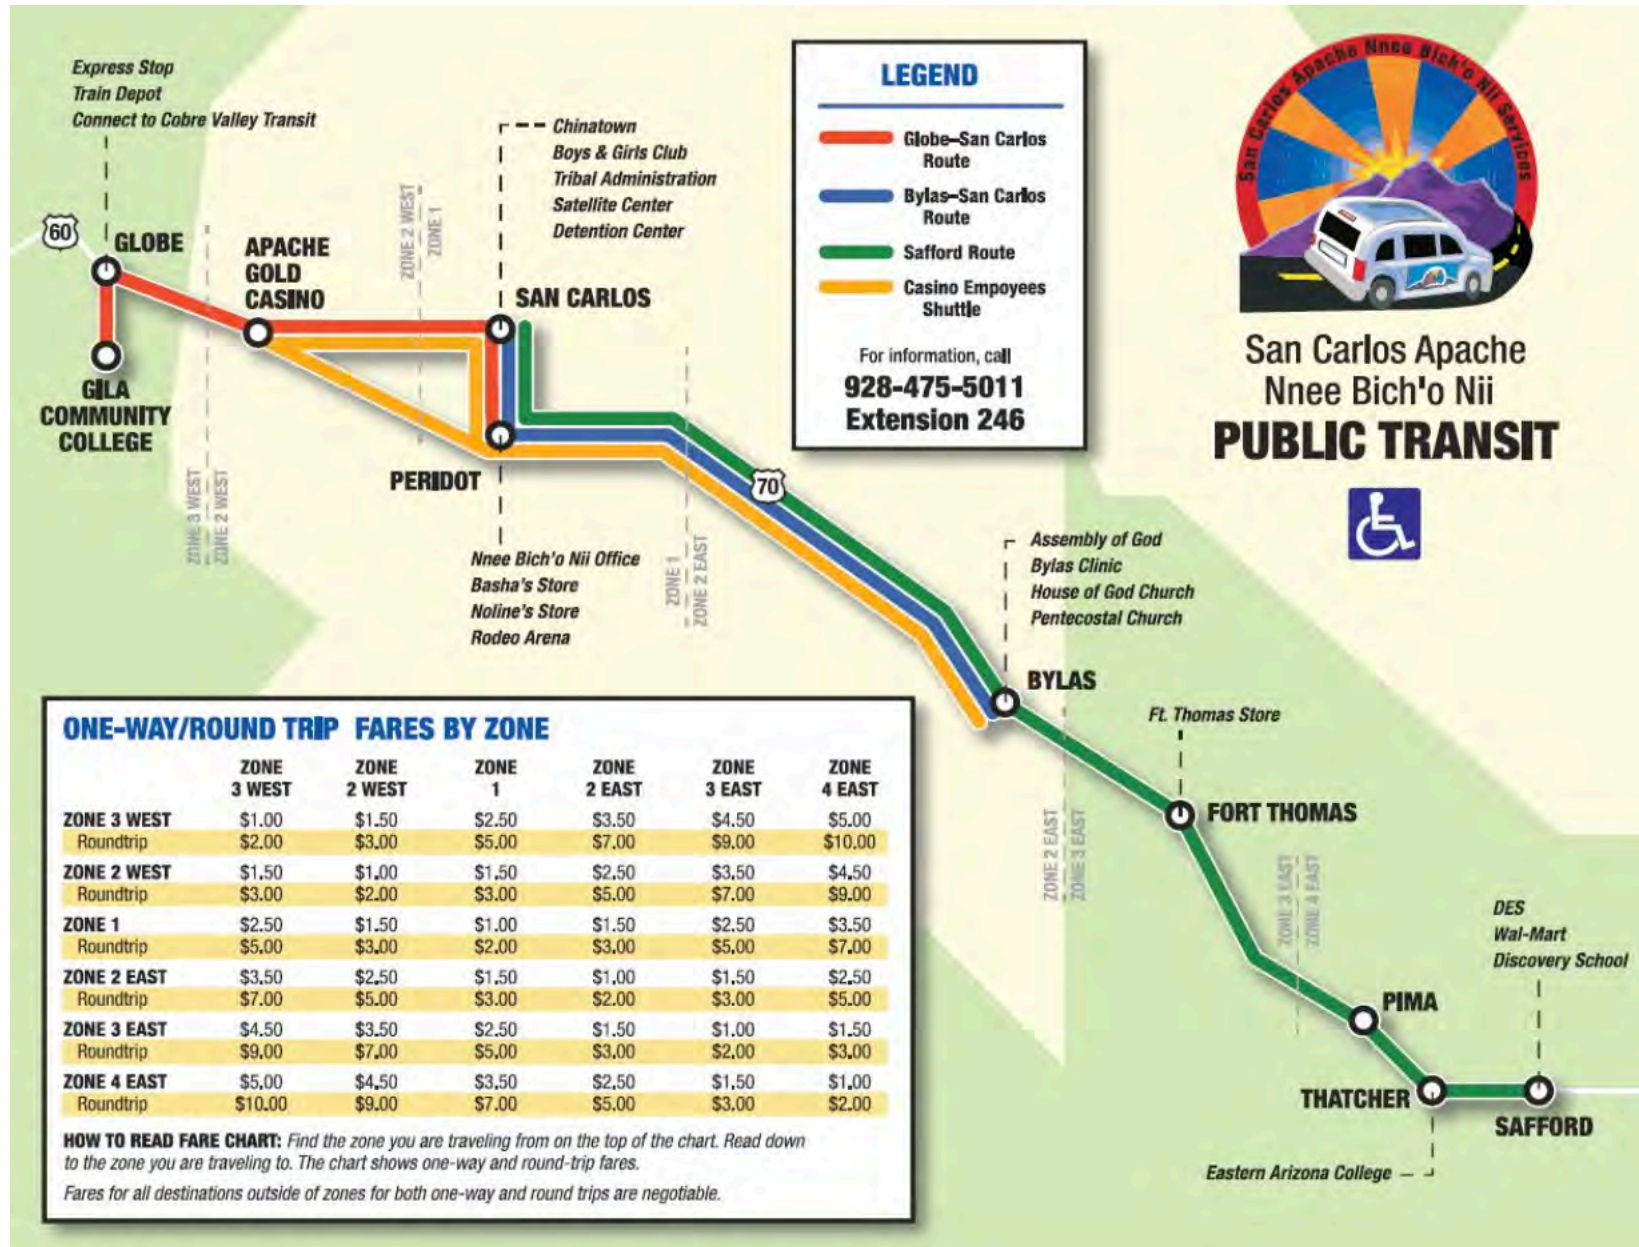 Express Stop
Train Depot
Connect to Cobre Valley Transit
60
GLOBE
GILA
COMMUNITY
COLLEGE
ZONE 3 WEST
ZONE 2 WEST
APACHE
GOLD
CASINO
ZONE 2 WEST
ZONE 1
Chinatown
Boys & Girls Club
Tribal Administration
Satellite Center
Detention Center
SAN CARLOS
PERIDOT
Nnee Bich'o Nii Office
Basha's Store
Noline's Store
Rodeo Arena
ZONE 1
ZONE 2 EAST
70
LEGEND
Globe–San Carlos
Route
Bylas–San Carlos
Route
Safford Route
Casino Empoyees
Shuttle
For information, call
928-475-5011
Extension 246
San Carlos Apache Nnee Bich'o Nii Services
San Carlos Apache
Nnee Bich'o Nii
PUBLIC TRANSIT
Assembly of God
Bylas Clinic
House of God Church
Pentecostal Church
BYLAS
ZONE 2 EAST
ZONE 3 EAST
Ft. Thomas Store
FORT THOMAS
ZONE 3 EAST
ZONE 4 EAST
PIMA
DES
Wal-Mart
Discovery School
THATCHER
SAFFORD
Eastern Arizona College
ONE-WAY/ROUND TRIP FARES BY ZONE
ZONE ZONE ZONE ZONE ZONE ZONE
3 WEST 2 WEST 1 2 EAST 3 EAST 4 EAST
ZONE 3 WEST $1.00 $1.50 $2.50 $3.50 $4.50 $5.00
Roundtrip $2.00 $3.00 $5.00 $7.00 $9.00 $10.00
ZONE 2 WEST $1.50 $1.00 $1.50 $2.50 $3.50 $4.50
Roundtrip $3.00 $2.00 $3.00 $5.00 $7.00 $9.00
ZONE 1 $2.50 $1.50 $1.00 $1.50 $2.50 $3.50
Roundtrip $5.00 $3.00 $2.00 $3.00 $5.00 $7.00
ZONE 2 EAST $3.50 $2.50 $1.50 $1.00 $1.50 $2.50
Roundtrip $7.00 $5.00 $3.00 $2.00 $3.00 $5.00
ZONE 3 EAST $4.50 $3.50 $2.50 $1.50 $1.00 $1.50
Roundtrip $9.00 $7.00 $5.00 $3.00 $2.00 $3.00
ZONE 4 EAST $5.00 $4.50 $3.50 $2.50 $1.50 $1.00
Roundtrip $10.00 $9.00 $7.00 $5.00 $3.00 $2.00
HOW TO READ FARE CHART: Find the zone you are traveling from on the top of the chart. Read down
to the zone you are traveling to. The chart shows one-way and round-trip fares.
Fares for all destinations outside of zones for both one-way and round trips are negotiable.